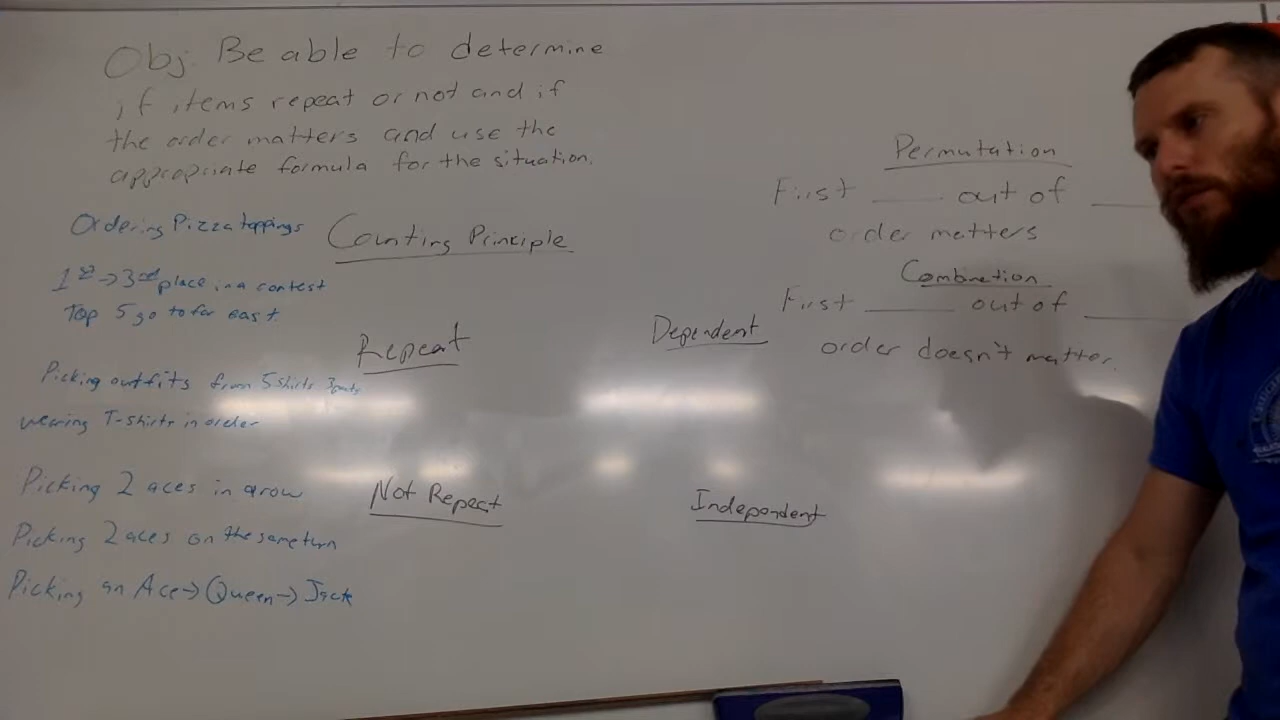 Obj: Be able to determine
if items repeat or not and if
the order matters and use the
appropriate formula for the situation.
Ordering Pizza toppings
1st → 3rd place in a contest
Top 5 go to far east
Picking outfits from 5 shirts 3 pants
wearing T-shirts in order
Picking 2 aces in a row
Picking 2 aces on the same turn
Picking an Ace → Queen → Jack
Counting Principle
Repeat
Not Repeat
Dependent
Independent
Permutation
First ___ out of ___
order matters
Combination
First ___ out of ___
order doesn't matter.